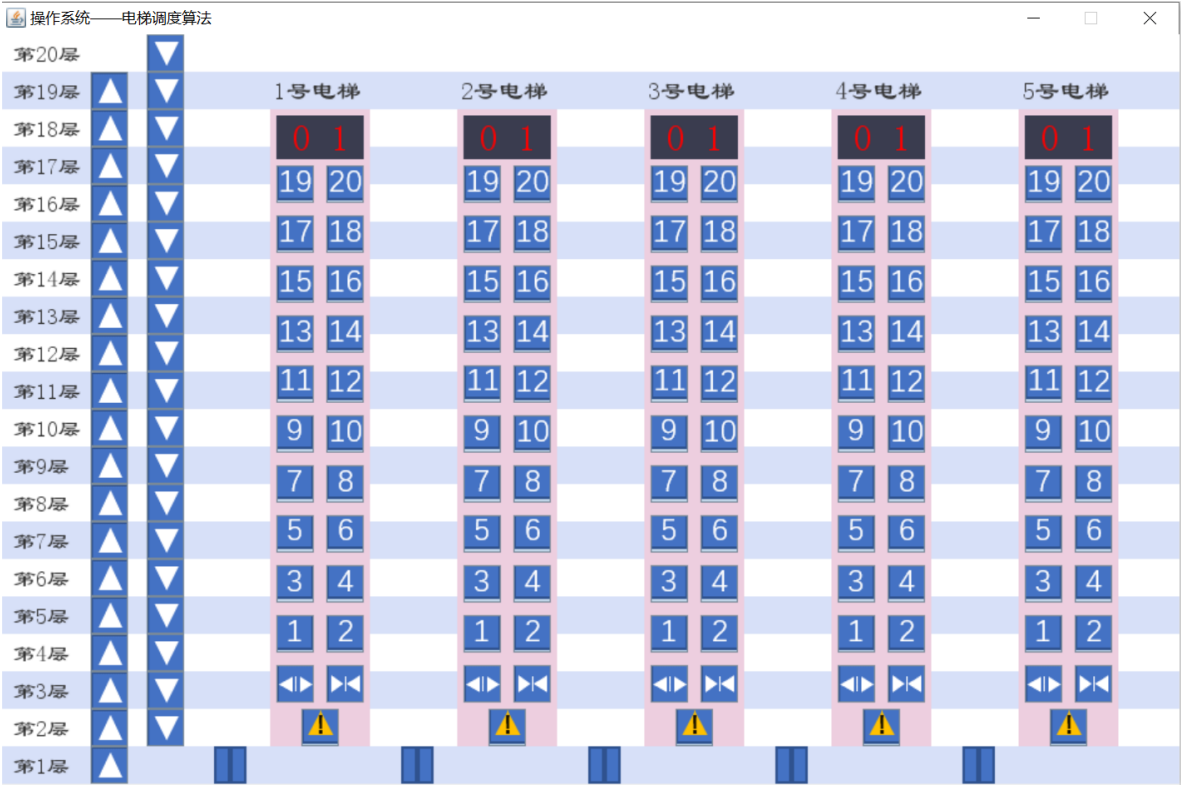 操作系统——电梯调度算法
第20层
第19层 1号电梯 2号电梯 3号电梯 4号电梯 5号电梯
第18层 01 01 01 01 01
第17层 19 20 19 20 19 20 19 20 19 20
第16层
第15层 17 18 17 18 17 18 17 18 17 18
第14层 15 16 15 16 15 16 15 16 15 16
第13层 13 14 13 14 13 14 13 14 13 14
第12层
第11层 11 12 11 12 11 12 11 12 11 12
第10层 9 10 9 10 9 10 9 10 9 10
第9层 7 8 7 8 7 8 7 8 7 8
第8层
第7层 5 6 5 6 5 6 5 6 5 6
第6层 3 4 3 4 3 4 3 4 3 4
第5层 1 2 1 2 1 2 1 2 1 2
第4层
第3层
第2层
第1层